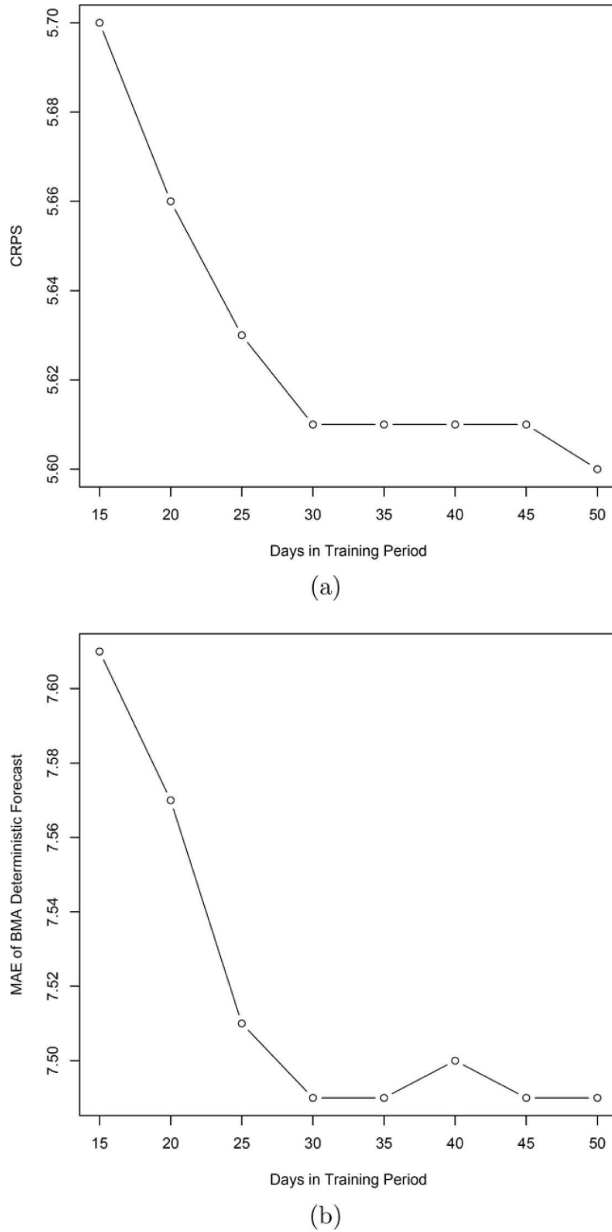 5.70
5.68
5.66
5.64
5.62
5.60
CRPS
15 20 25 30 35 40 45 50
Days in Training Period
(a)
7.60
7.58
7.56
7.54
7.52
7.50
MAE of BMA Deterministic Forecast
15 20 25 30 35 40 45 50
Days in Training Period
(b)